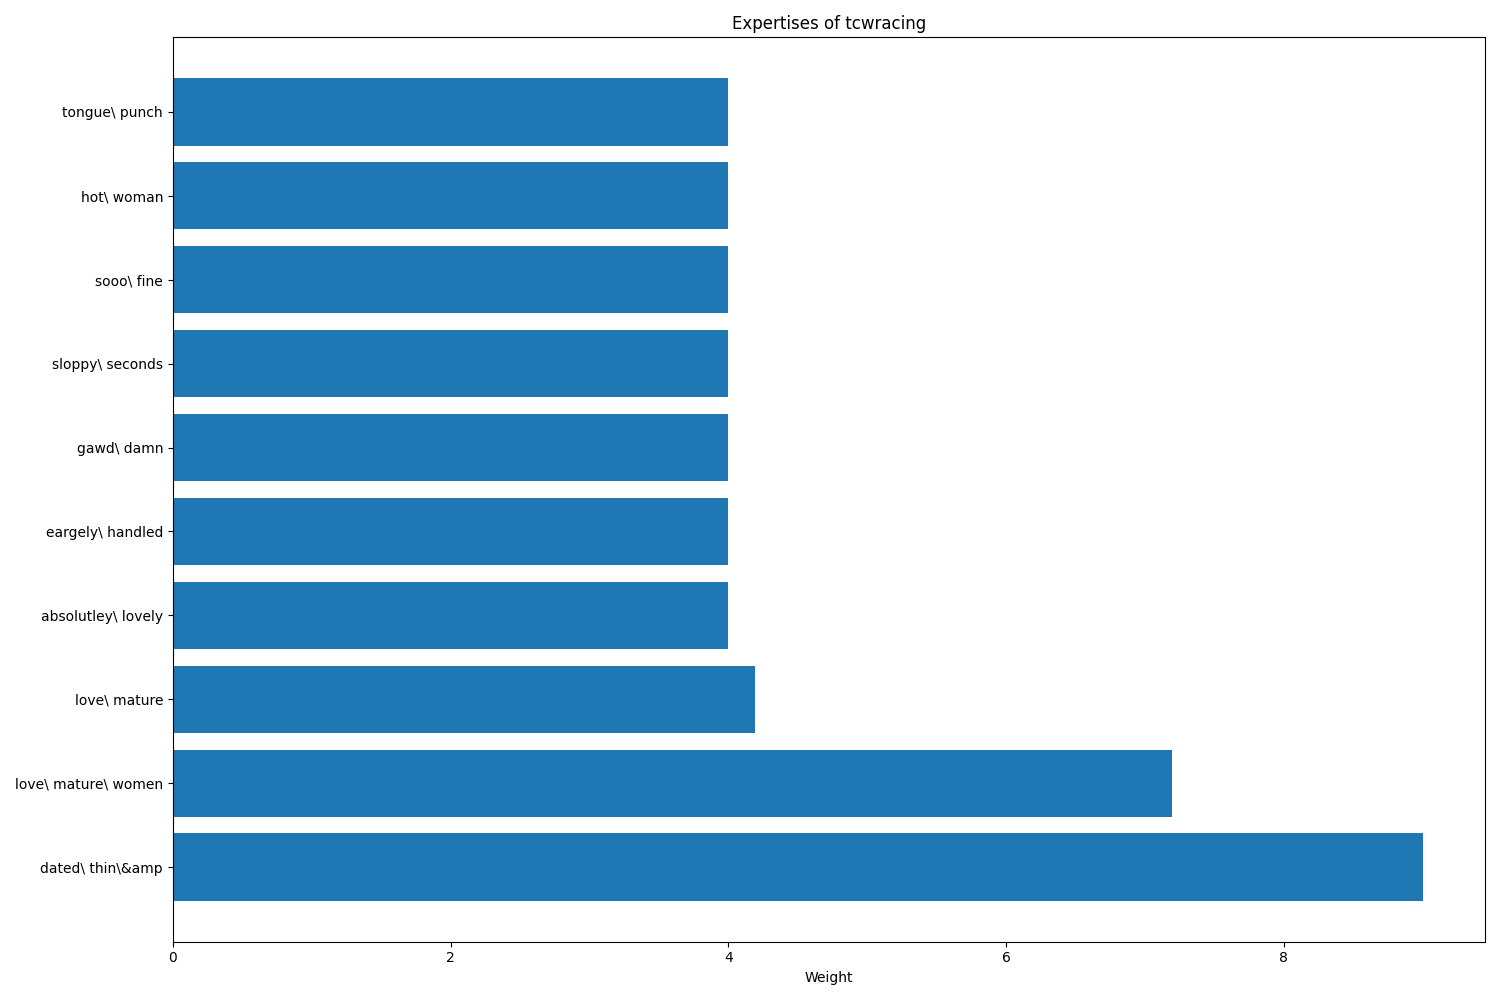 Expertises of tcwracing
tongue\ punch
hot\ woman
sooo\ fine
sloppy\ seconds
gawd\ damn
eargely\ handled
absolutley\ lovely
love\ mature
love\ mature\ women
dated\ thin\&amp
0 2 4 6 8
Weight